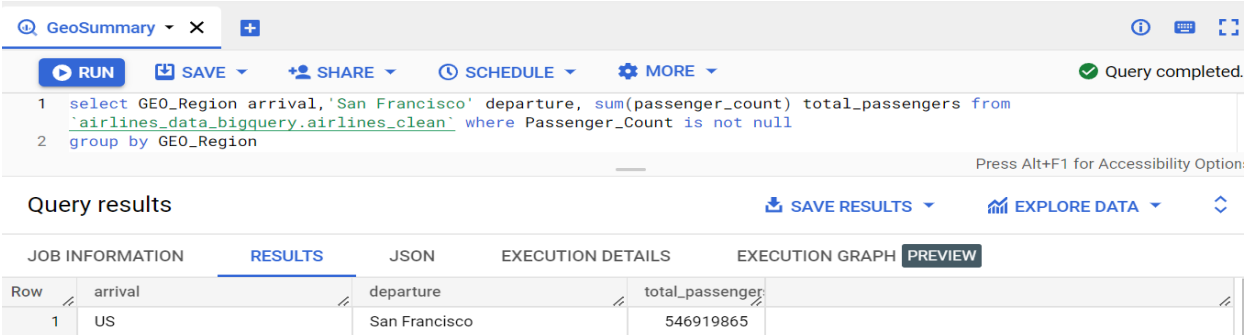 GeoSummary
RUN SAVE SHARE SCHEDULE MORE Query completed.
1 select GEO_Region arrival,'San Francisco' departure, sum(passenger_count) total_passengers from
`airlines_data_bigquery.airlines_clean` where Passenger_Count is not null
2 group by GEO_Region
Press Alt+F1 for Accessibility Option
Query results SAVE RESULTS EXPLORE DATA
JOB INFORMATION RESULTS JSON EXECUTION DETAILS EXECUTION GRAPH PREVIEW
Row arrival departure total_passenger
1 US San Francisco 546919865